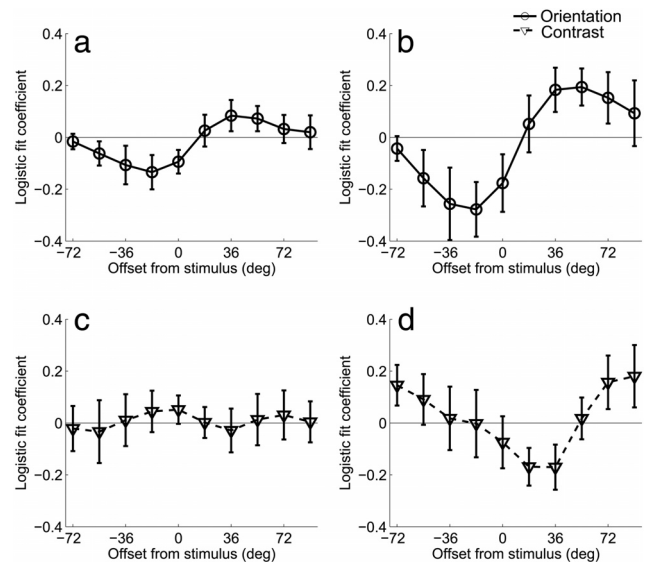 Orientation
Contrast
a
0.4
0.2
0
−0.2
−0.4
Logistic fit coefficient
−72
−36
0
36
72
Offset from stimulus (deg)
b
0.4
0.2
0
−0.2
−0.4
Logistic fit coefficient
−72
−36
0
36
72
Offset from stimulus (deg)
c
0.4
0.2
0
−0.2
−0.4
Logistic fit coefficient
−72
−36
0
36
72
Offset from stimulus (deg)
d
0.4
0.2
0
−0.2
−0.4
Logistic fit coefficient
−72
−36
0
36
72
Offset from stimulus (deg)